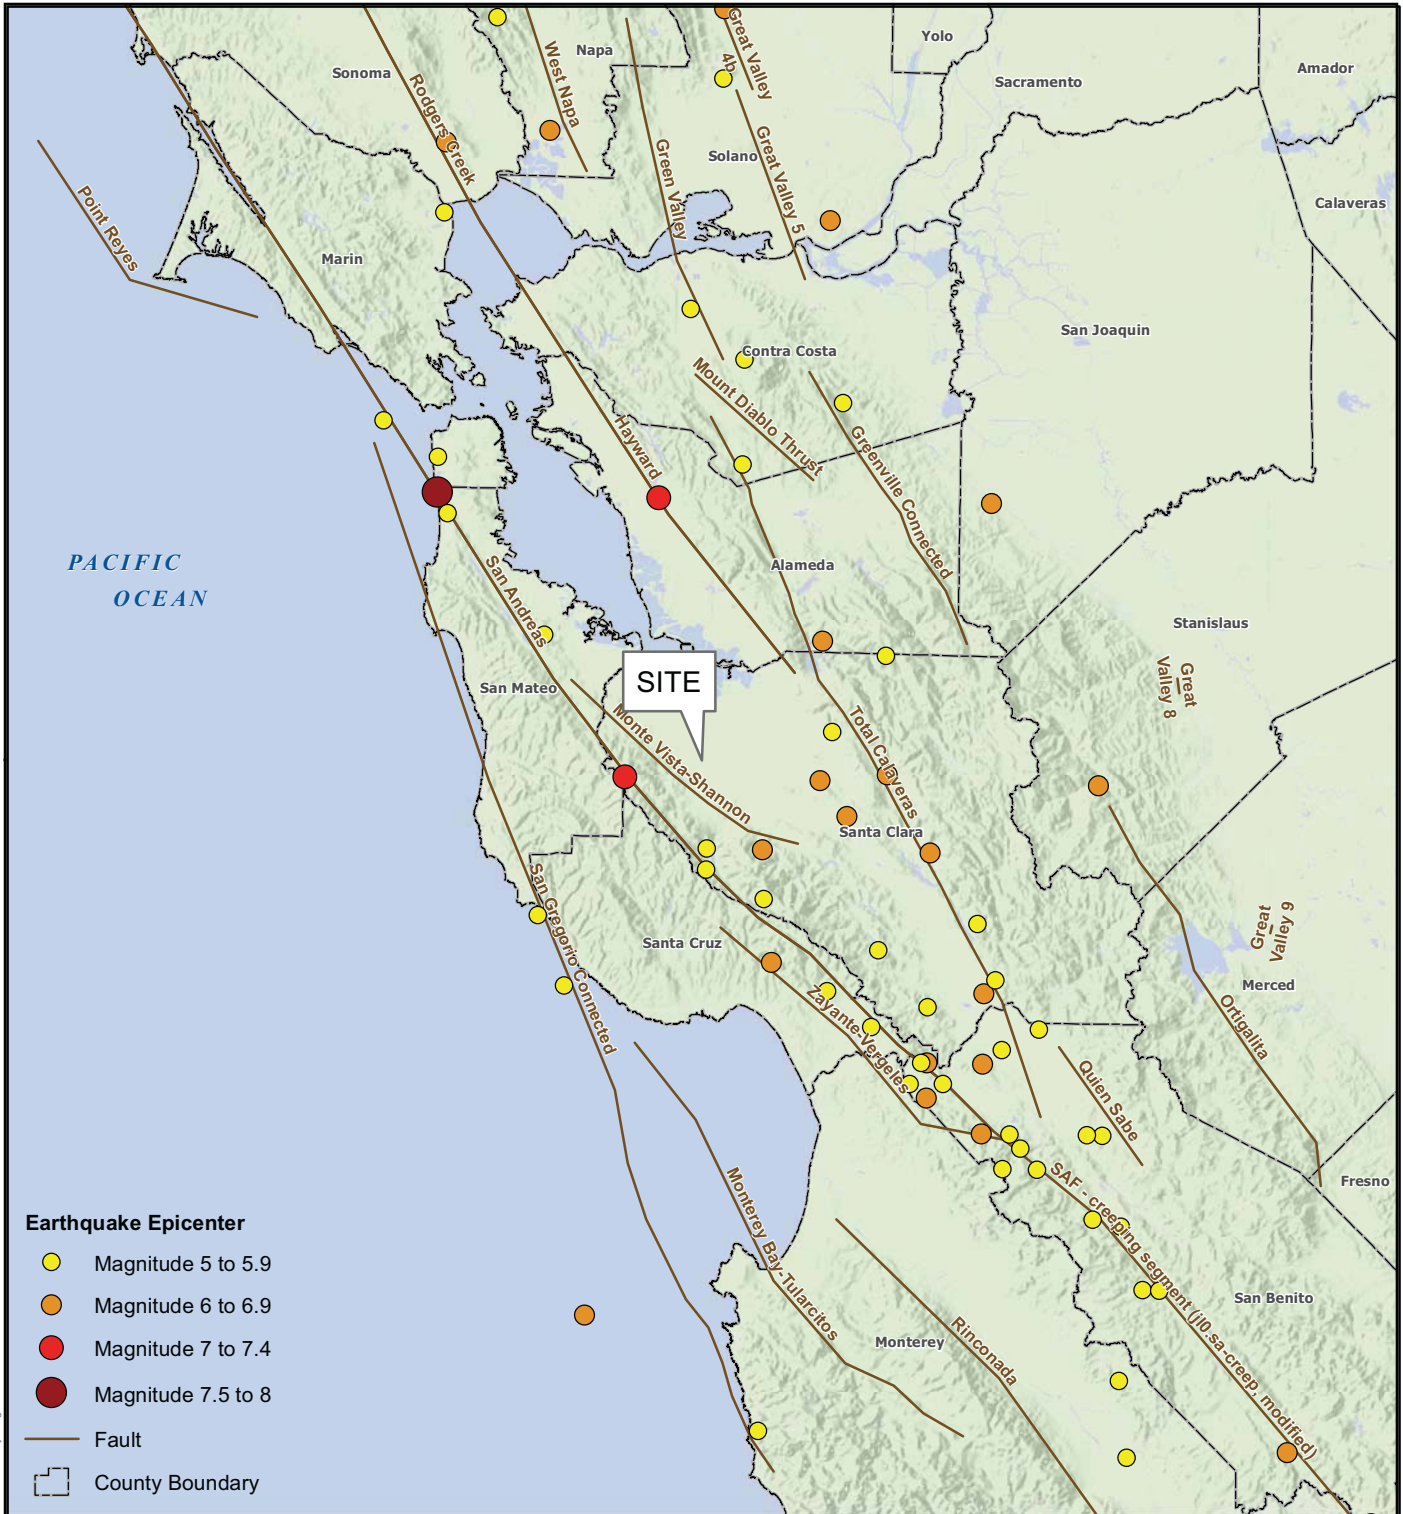 Yolo
Napa
Great Valley
4b
Sonoma
West Napa
Sacramento
Amador
Rodgers Creek
Solano
Green Valley
Great Valley 5
Point Reyes
Calaveras
Marin
San Joaquin
Contra Costa
Mount Diablo Thrust
Hayward
Greenville Connected
PACIFIC
OCEAN
San Andreas
Alameda
Stanislaus
SITE
San Mateo
Great
Valley 8
Monte Vista-Shannon
Total Calaveras
Santa Clara
San Gregorio Connected
Santa Cruz
Great
Valley 9
Merced
Zayante-Vergeles
Ortigalita
Quien Sabe
Fresno
Monterey Bay-Tularcitos
SAF - creeping segment (jl0.sa-creep, modified)
San Benito
Monterey
Rinconada
Earthquake Epicenter
Magnitude 5 to 5.9
Magnitude 6 to 6.9
Magnitude 7 to 7.4
Magnitude 7.5 to 8
Fault
County Boundary